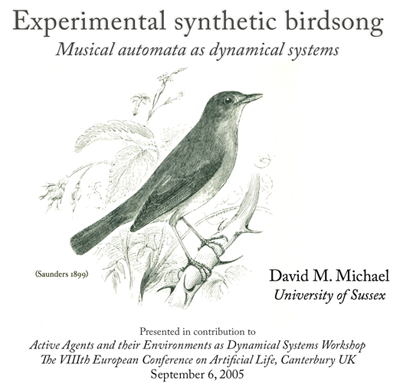 Experimental synthetic birdsong
Musical automata as dynamical systems
(Saunders 1899)
David M. Michael
University of Sussex
Presented in contribution to
Active Agents and their Environments as Dynamical Systems Workshop
The VIIIth European Conference on Artificial Life, Canterbury UK
September 6, 2005